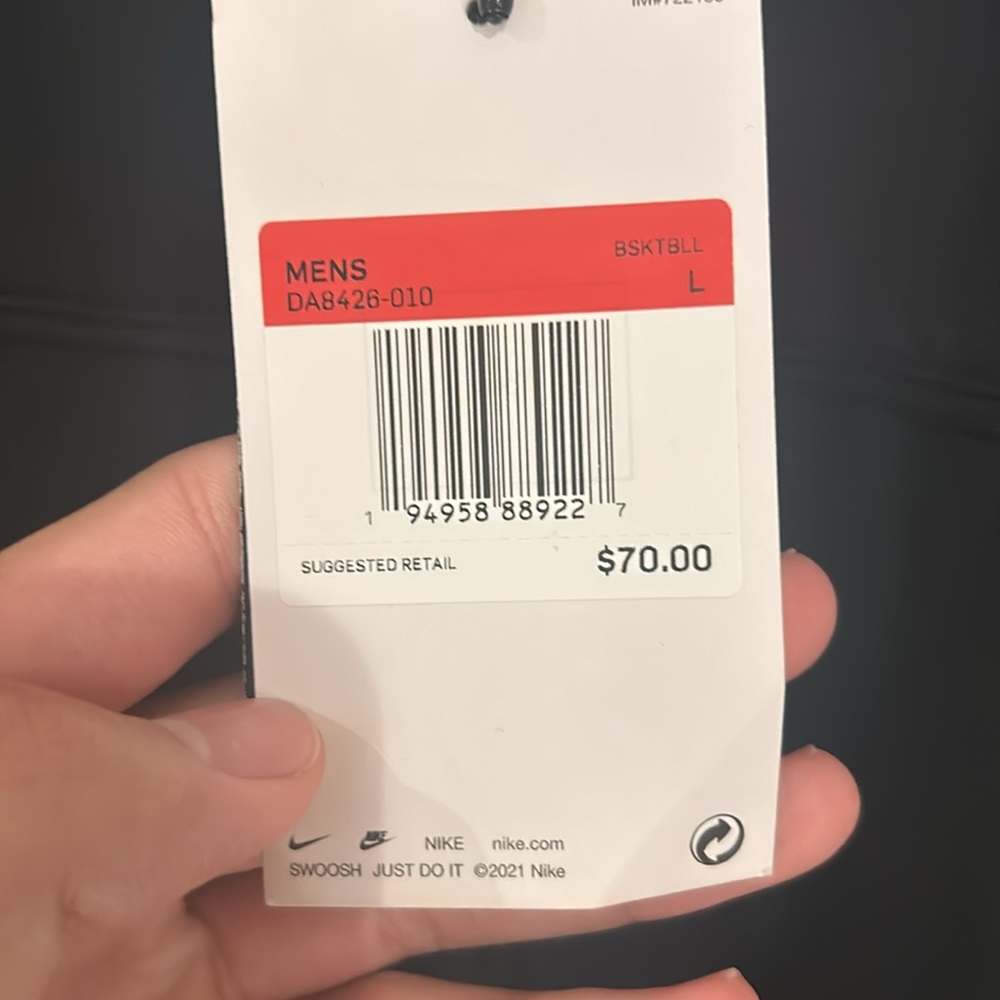 BSKTBLL
MENS
L
DA8426-010
1 94958 88922 7
SUGGESTED RETAIL $70.00
NIKE NIKE nike.com
SWOOSH JUST DO IT ©2021 Nike